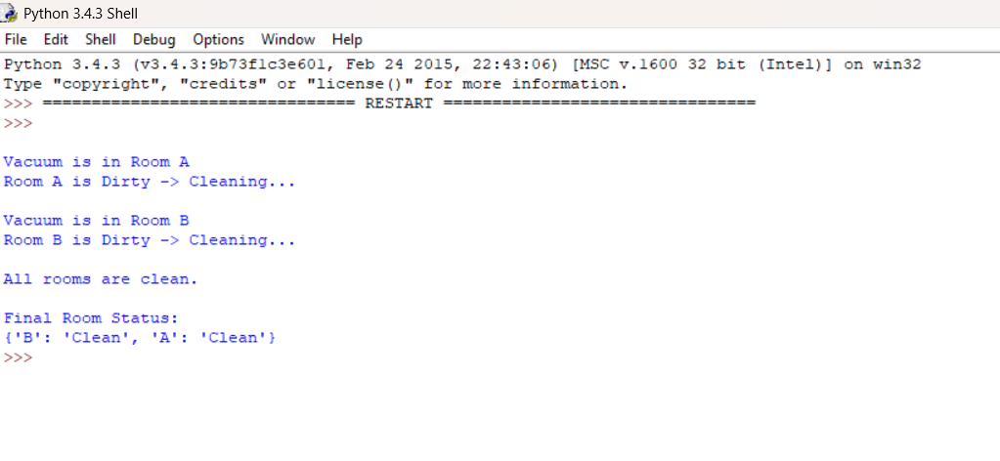 Python 3.4.3 Shell
File Edit Shell Debug Options Window Help
Python 3.4.3 (v3.4.3:9b73f1c3e601, Feb 24 2015, 22:43:06) [MSC v.1600 32 bit (Intel)] on win32
Type "copyright", "credits" or "license()" for more information.
>>> ================================ RESTART ================================
>>>
Vacuum is in Room A
Room A is Dirty -> Cleaning...
Vacuum is in Room B
Room B is Dirty -> Cleaning...
All rooms are clean.
Final Room Status:
{'B': 'Clean', 'A': 'Clean'}
>>>